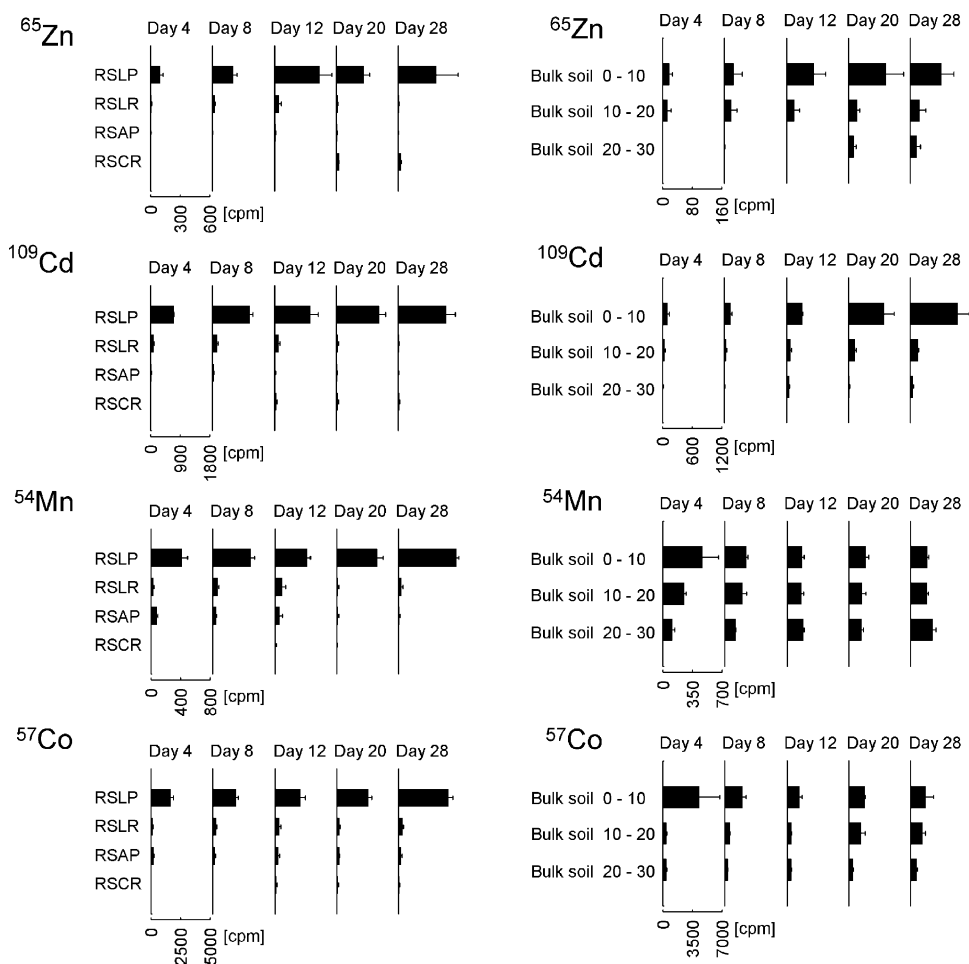 65Zn
Day 4 Day 8 Day 12 Day 20 Day 28
RSLP
RSLR
RSAP
RSCR
0 300 600 [cpm]
65Zn
Day 4 Day 8 Day 12 Day 20 Day 28
Bulk soil 0 - 10
Bulk soil 10 - 20
Bulk soil 20 - 30
0 80 160 [cpm]
109Cd
Day 4 Day 8 Day 12 Day 20 Day 28
RSLP
RSLR
RSAP
RSCR
0 900 1800 [cpm]
109Cd
Day 4 Day 8 Day 12 Day 20 Day 28
Bulk soil 0 - 10
Bulk soil 10 - 20
Bulk soil 20 - 30
0 600 1200 [cpm]
54Mn
Day 4 Day 8 Day 12 Day 20 Day 28
RSLP
RSLR
RSAP
RSCR
0 400 800 [cpm]
54Mn
Day 4 Day 8 Day 12 Day 20 Day 28
Bulk soil 0 - 10
Bulk soil 10 - 20
Bulk soil 20 - 30
0 350 700 [cpm]
57Co
Day 4 Day 8 Day 12 Day 20 Day 28
RSLP
RSLR
RSAP
RSCR
0 2500 5000 [cpm]
57Co
Day 4 Day 8 Day 12 Day 20 Day 28
Bulk soil 0 - 10
Bulk soil 10 - 20
Bulk soil 20 - 30
0 3500 7000 [cpm]